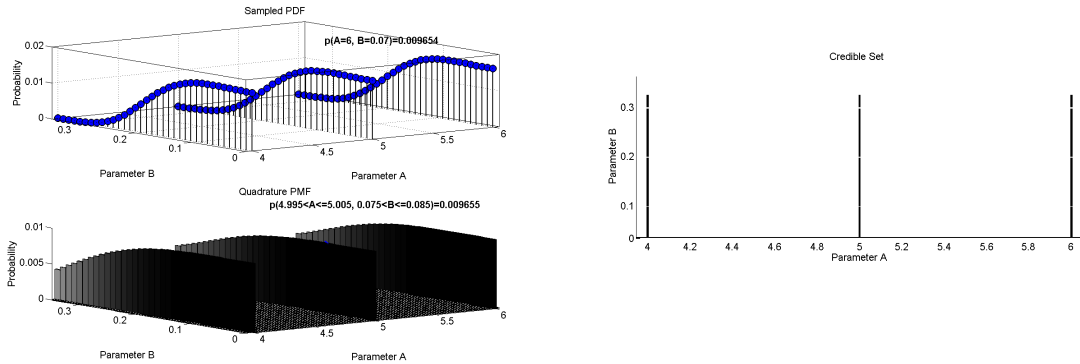 Sampled PDF
p(A=6, B=0.07)=0.009654
0.02
0.01
0
Probability
0.3
0.2
0.1
0
4
4.5
5
5.5
6
Parameter B
Parameter A
Quadrature PMF
p(4.995<A<=5.005, 0.075<B<=0.085)=0.009655
0.01
0.005
0
Probability
0.3
0.2
0.1
0
4
4.5
5
5.5
6
Parameter B
Parameter A
Credible Set
0.3
0.2
0.1
0
Parameter B
4 4.2 4.4 4.6 4.8 5 5.2 5.4 5.6 5.8 6
Parameter A